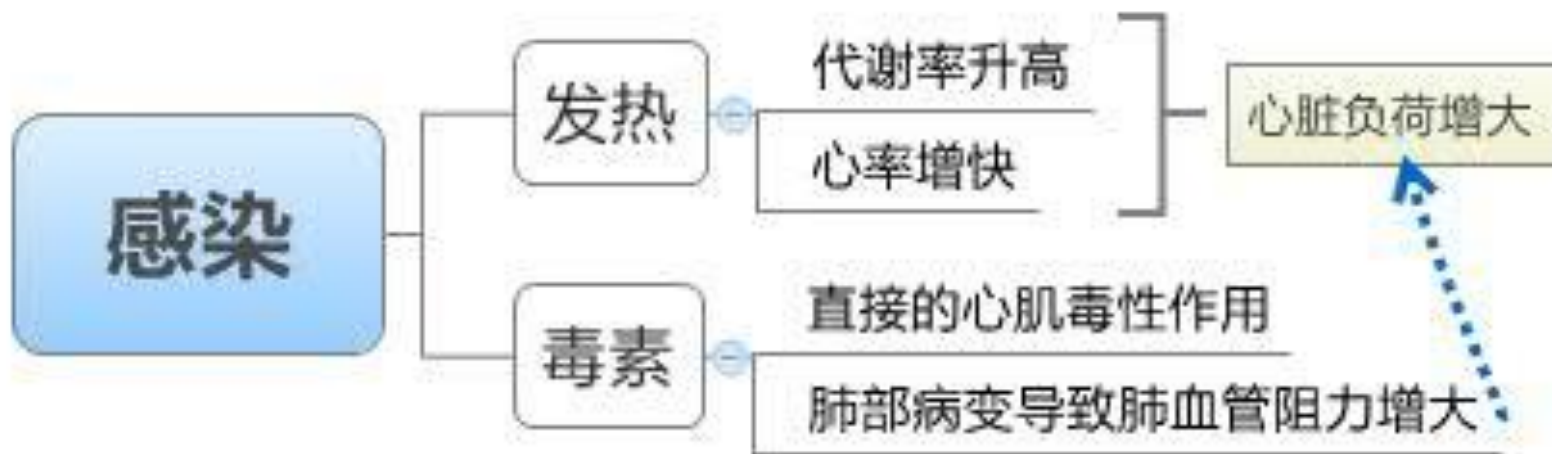 感染
发热
代谢率升高
心率增快
心脏负荷增大
毒素
直接的心肌毒性作用
肺部病变导致肺血管阻力增大